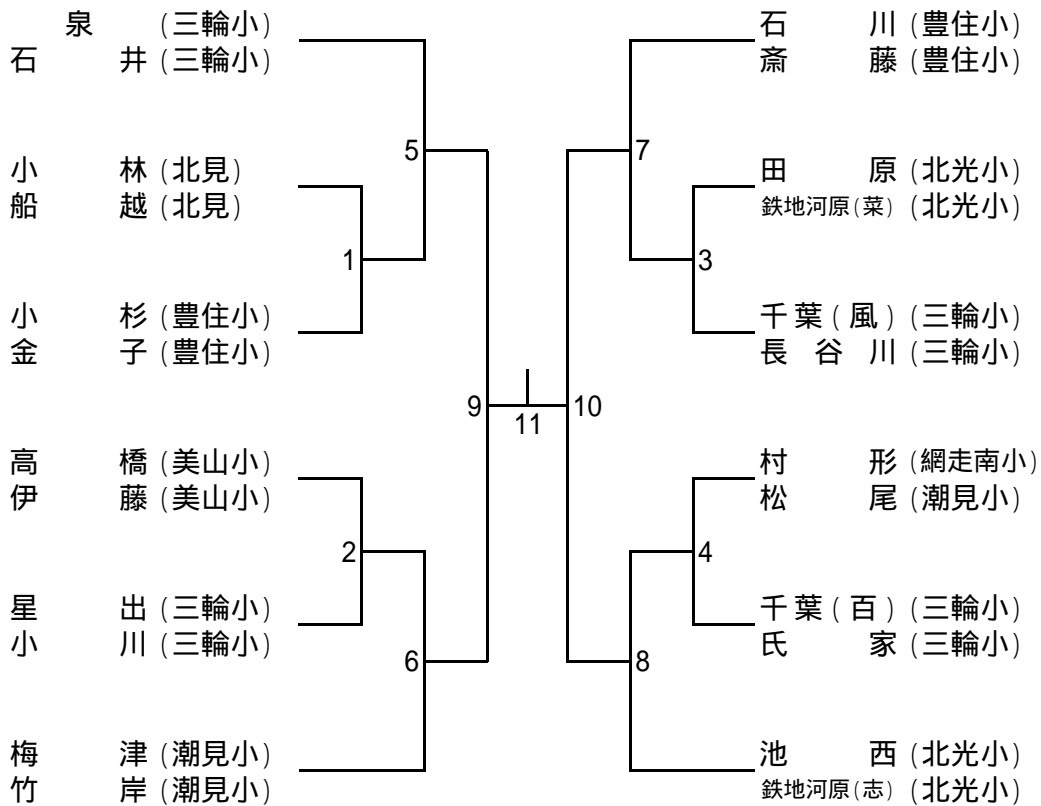 泉 (三輪小)
石井 (三輪小)
5
小林 (北見)
船越 (北見)
1
小杉 (豊住小)
金子 (豊住小)
9
高橋 (美山小)
伊藤 (美山小)
2
星出 (三輪小)
小川 (三輪小)
6
梅津 (潮見小)
竹岸 (潮見小)
11
石川 (豊住小)
斎藤 (豊住小)
7
田原 (北光小)
鉄地河原(菜) (北光小)
3
千葉(風) (三輪小)
長谷川 (三輪小)
10
村形 (網走南小)
松尾 (潮見小)
4
千葉(百) (三輪小)
氏家 (三輪小)
8
池西 (北光小)
鉄地河原(志) (北光小)